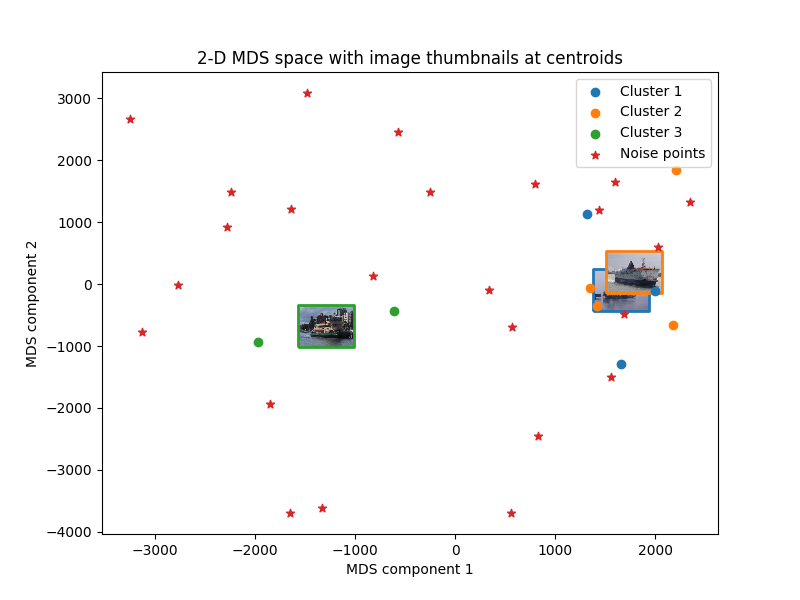 2-D MDS space with image thumbnails at centroids
Cluster 1
Cluster 2
Cluster 3
Noise points
3000
2000
1000
0
−1000
−2000
−3000
−4000
MDS component 2
−3000
−2000
−1000
0
1000
2000
MDS component 1